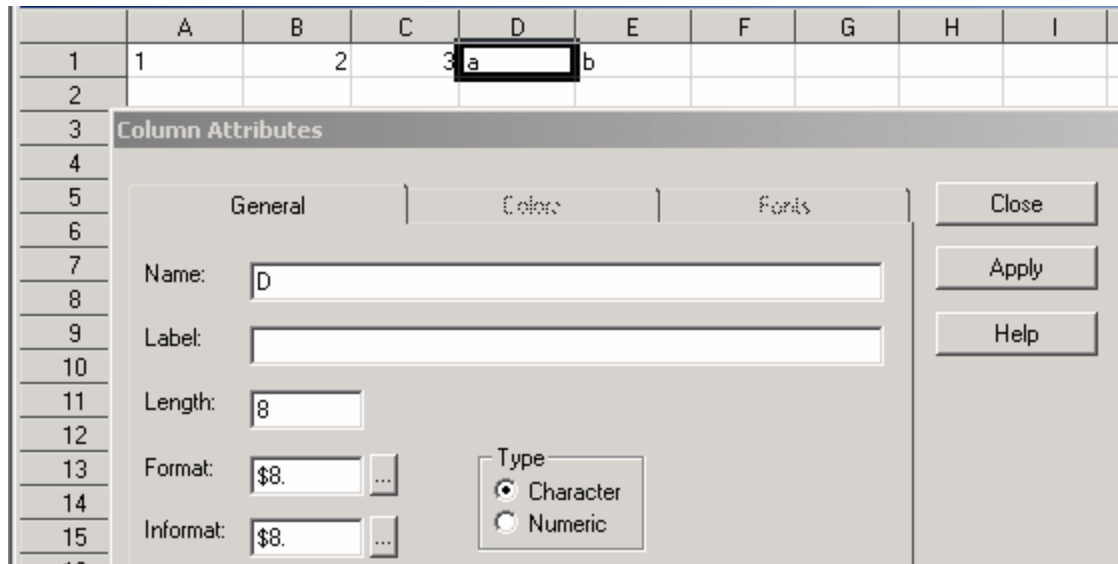 A B C D E F G H I
1 1 2 3 a b
2
3 Column Attributes
4
5 General Colors Fonts Close
6
7 Name: D Apply
8
9 Label: Help
10
11 Length: 8
12
13 Format: $8. ... Type
14 Character
15 Informat: $8. ... Numeric